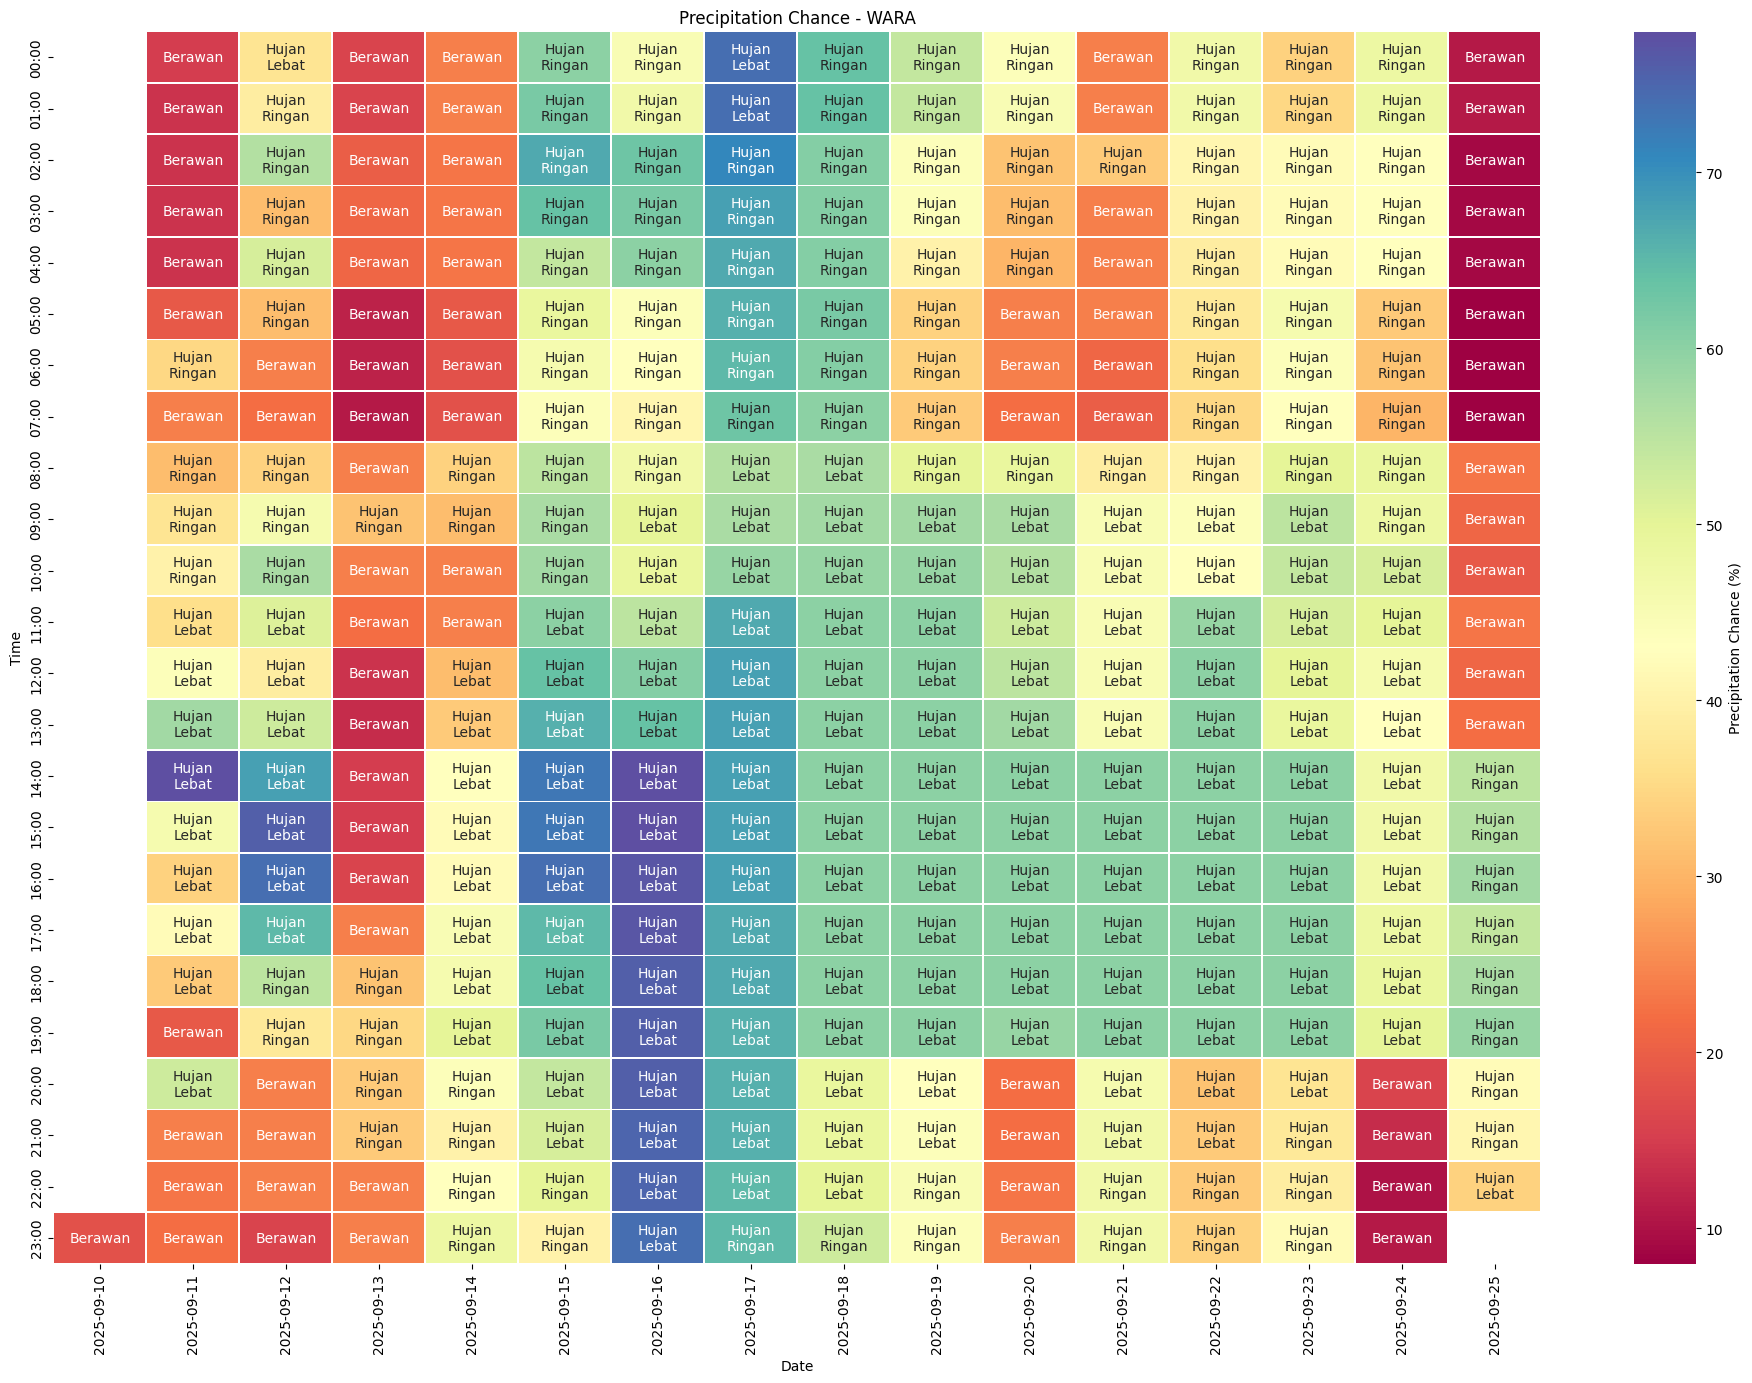 Precipitation Chance - WARA
00:00 Berawan Hujan Lebat Berawan Berawan Hujan Ringan Hujan Ringan Hujan Lebat Hujan Ringan Hujan Ringan Hujan Ringan Berawan Hujan Ringan Hujan Ringan Hujan Ringan Berawan
01:00 Berawan Hujan Ringan Berawan Berawan Hujan Ringan Hujan Ringan Hujan Lebat Hujan Ringan Hujan Ringan Hujan Ringan Berawan Hujan Ringan Hujan Ringan Hujan Ringan Berawan
02:00 Berawan Hujan Ringan Berawan Berawan Hujan Ringan Hujan Ringan Hujan Ringan Hujan Ringan Hujan Ringan Hujan Ringan Hujan Ringan Hujan Ringan Hujan Ringan Hujan Ringan Berawan
03:00 Berawan Hujan Ringan Berawan Berawan Hujan Ringan Hujan Ringan Hujan Ringan Hujan Ringan Hujan Ringan Hujan Ringan Berawan Hujan Ringan Hujan Ringan Hujan Ringan Berawan
04:00 Berawan Hujan Ringan Berawan Berawan Hujan Ringan Hujan Ringan Hujan Ringan Hujan Ringan Hujan Ringan Hujan Ringan Berawan Hujan Ringan Hujan Ringan Hujan Ringan Berawan
05:00 Berawan Hujan Ringan Berawan Berawan Hujan Ringan Hujan Ringan Hujan Ringan Hujan Ringan Hujan Ringan Berawan Berawan Hujan Ringan Hujan Ringan Hujan Ringan Berawan
06:00 Hujan Ringan Berawan Berawan Berawan Hujan Ringan Hujan Ringan Hujan Ringan Hujan Ringan Hujan Ringan Berawan Berawan Hujan Ringan Hujan Ringan Hujan Ringan Berawan
07:00 Berawan Berawan Berawan Berawan Hujan Ringan Hujan Ringan Hujan Ringan Hujan Ringan Hujan Ringan Berawan Berawan Hujan Ringan Hujan Ringan Hujan Ringan Berawan
08:00 Hujan Ringan Hujan Ringan Berawan Hujan Ringan Hujan Ringan Hujan Ringan Hujan Lebat Hujan Lebat Hujan Ringan Hujan Ringan Hujan Ringan Hujan Ringan Hujan Ringan Hujan Ringan Berawan
09:00 Hujan Ringan Hujan Ringan Hujan Ringan Hujan Ringan Hujan Ringan Hujan Lebat Hujan Lebat Hujan Lebat Hujan Lebat Hujan Lebat Hujan Lebat Hujan Lebat Hujan Lebat Hujan Ringan Berawan
10:00 Hujan Ringan Hujan Ringan Berawan Berawan Hujan Ringan Hujan Lebat Hujan Lebat Hujan Lebat Hujan Lebat Hujan Lebat Hujan Lebat Hujan Lebat Hujan Lebat Hujan Lebat Berawan
11:00 Hujan Lebat Hujan Lebat Berawan Berawan Hujan Lebat Hujan Lebat Hujan Lebat Hujan Lebat Hujan Lebat Hujan Lebat Hujan Lebat Hujan Lebat Hujan Lebat Hujan Lebat Berawan
12:00 Hujan Lebat Hujan Lebat Berawan Hujan Lebat Hujan Lebat Hujan Lebat Hujan Lebat Hujan Lebat Hujan Lebat Hujan Lebat Hujan Lebat Hujan Lebat Hujan Lebat Hujan Lebat Berawan
13:00 Hujan Lebat Hujan Lebat Berawan Hujan Lebat Hujan Lebat Hujan Lebat Hujan Lebat Hujan Lebat Hujan Lebat Hujan Lebat Hujan Lebat Hujan Lebat Hujan Lebat Hujan Lebat Berawan
14:00 Hujan Lebat Hujan Lebat Berawan Hujan Lebat Hujan Lebat Hujan Lebat Hujan Lebat Hujan Lebat Hujan Lebat Hujan Lebat Hujan Lebat Hujan Lebat Hujan Lebat Hujan Lebat Hujan Ringan
15:00 Hujan Lebat Hujan Lebat Berawan Hujan Lebat Hujan Lebat Hujan Lebat Hujan Lebat Hujan Lebat Hujan Lebat Hujan Lebat Hujan Lebat Hujan Lebat Hujan Lebat Hujan Lebat Hujan Ringan
16:00 Hujan Lebat Hujan Lebat Berawan Hujan Lebat Hujan Lebat Hujan Lebat Hujan Lebat Hujan Lebat Hujan Lebat Hujan Lebat Hujan Lebat Hujan Lebat Hujan Lebat Hujan Lebat Hujan Ringan
17:00 Hujan Lebat Hujan Lebat Berawan Hujan Lebat Hujan Lebat Hujan Lebat Hujan Lebat Hujan Lebat Hujan Lebat Hujan Lebat Hujan Lebat Hujan Lebat Hujan Lebat Hujan Lebat Hujan Ringan
18:00 Hujan Lebat Hujan Ringan Hujan Ringan Hujan Lebat Hujan Lebat Hujan Lebat Hujan Lebat Hujan Lebat Hujan Lebat Hujan Lebat Hujan Lebat Hujan Lebat Hujan Lebat Hujan Lebat Hujan Ringan
19:00 Berawan Hujan Ringan Hujan Ringan Hujan Lebat Hujan Lebat Hujan Lebat Hujan Lebat Hujan Lebat Hujan Lebat Hujan Lebat Hujan Lebat Hujan Lebat Hujan Lebat Hujan Lebat Hujan Ringan
20:00 Hujan Lebat Berawan Hujan Ringan Hujan Ringan Hujan Lebat Hujan Lebat Hujan Lebat Hujan Lebat Hujan Lebat Berawan Hujan Lebat Hujan Lebat Hujan Lebat Berawan Hujan Ringan
21:00 Berawan Berawan Hujan Ringan Hujan Ringan Hujan Lebat Hujan Lebat Hujan Lebat Hujan Lebat Hujan Lebat Berawan Hujan Lebat Hujan Lebat Hujan Ringan Berawan Hujan Ringan
22:00 Berawan Berawan Berawan Hujan Ringan Hujan Ringan Hujan Lebat Hujan Lebat Hujan Lebat Hujan Ringan Berawan Hujan Ringan Hujan Ringan Hujan Ringan Berawan Hujan Lebat
23:00 Berawan Berawan Berawan Berawan Hujan Ringan Hujan Ringan Hujan Lebat Hujan Ringan Hujan Ringan Hujan Ringan Berawan Hujan Ringan Hujan Ringan Hujan Ringan Berawan
Time
2025-09-10 2025-09-11 2025-09-12 2025-09-13 2025-09-14 2025-09-15 2025-09-16 2025-09-17 2025-09-18 2025-09-19 2025-09-20 2025-09-21 2025-09-22 2025-09-23 2025-09-24 2025-09-25
Date
70
60
50
40
30
20
10
Precipitation Chance (%)